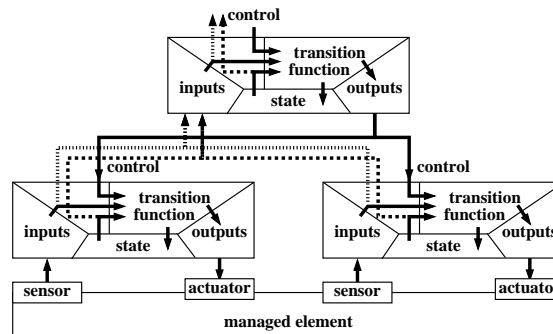 control
transition
function
inputs
outputs
state
control
control
transition
function
inputs
outputs
state
transition
function
inputs
outputs
state
sensor
actuator
sensor
actuator
managed element